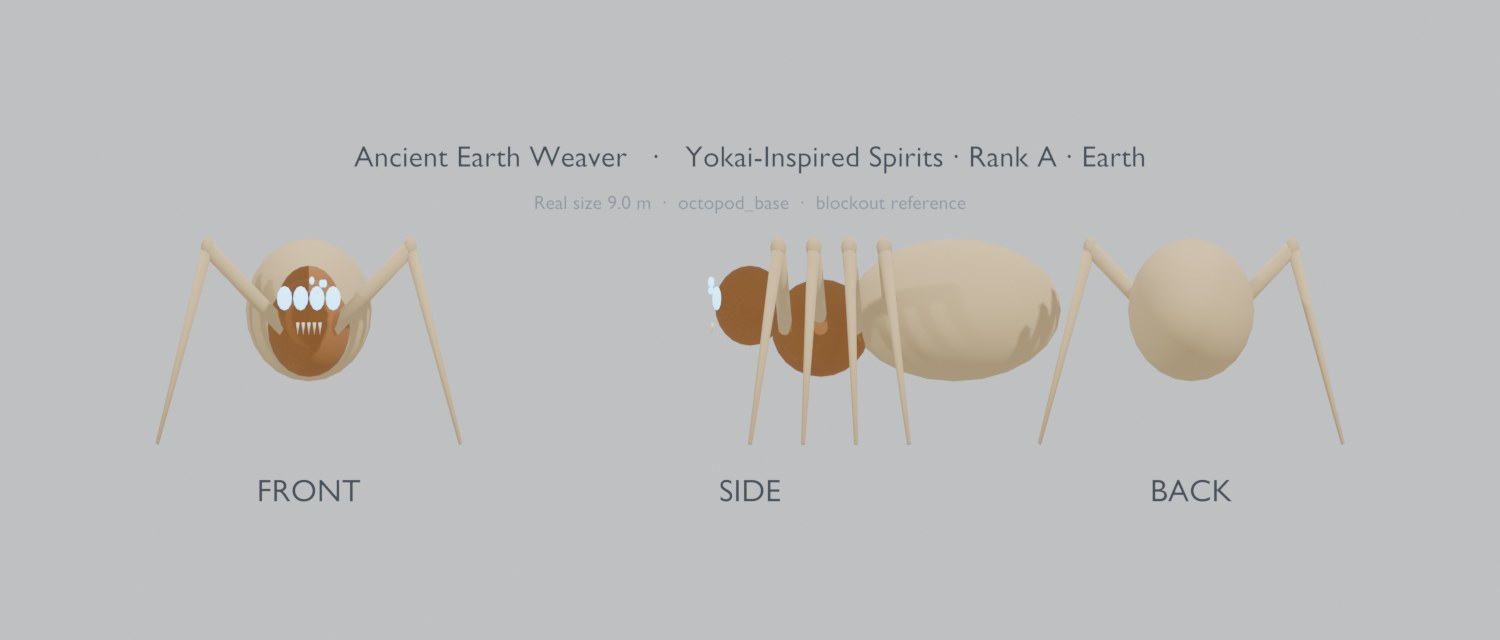 Ancient Earth Weaver · Yokai-Inspired Spirits · Rank A · Earth
Real size 9.0 m · octopod_base · blockout reference
FRONT
SIDE
BACK